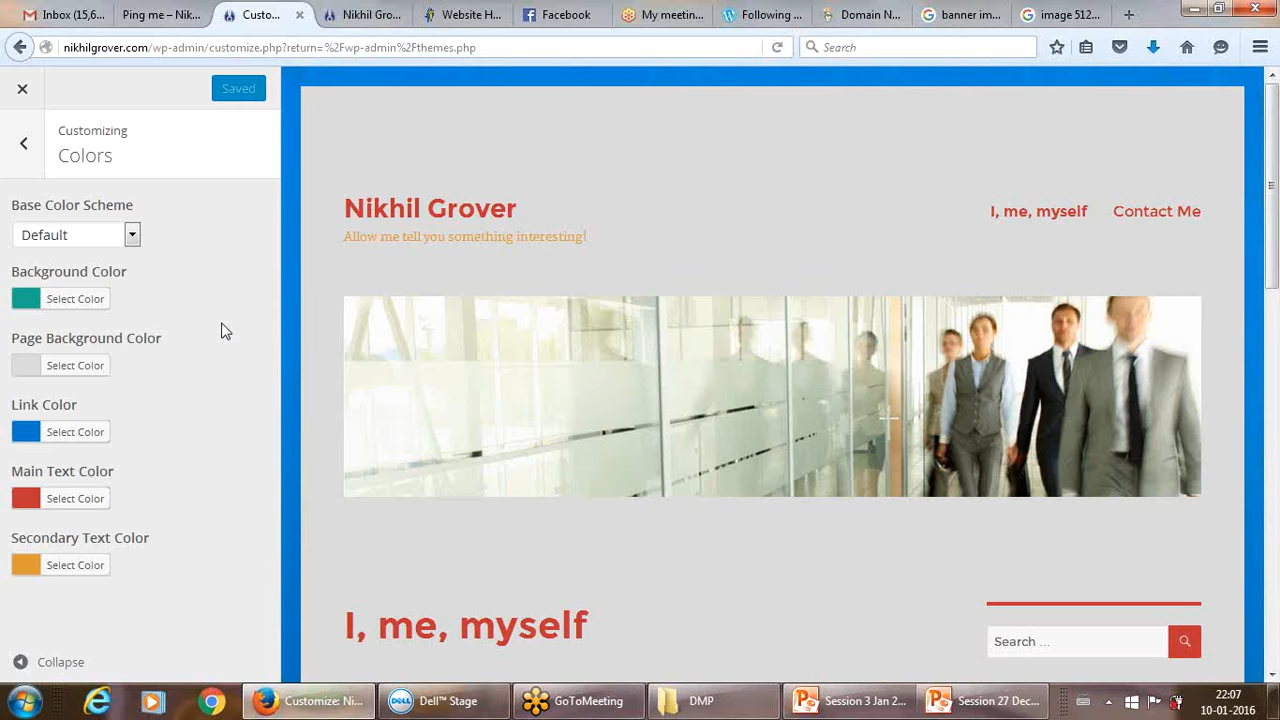 Inbox (15,6...
Ping me – Nik...
Custo...
Nikhil Gro...
Website H...
Facebook
My meetin...
Following ...
Domain N...
banner im...
image 512...
nikhilgrover.com/wp-admin/customize.php?return=%2Fwp-admin%2Fthemes.php
Search
Saved
Customizing
Colors
Base Color Scheme
Default
Background Color
Select Color
Page Background Color
Select Color
Link Color
Select Color
Main Text Color
Select Color
Secondary Text Color
Select Color
Collapse
Nikhil Grover
Allow me tell you something interesting!
I, me, myself
Contact Me
I, me, myself
Search ...
Customize: Ni...
DELL
Dell™ Stage
GoToMeeting
DMP
Session 3 Jan 2...
Session 27 Dec...
22:07
10-01-2016